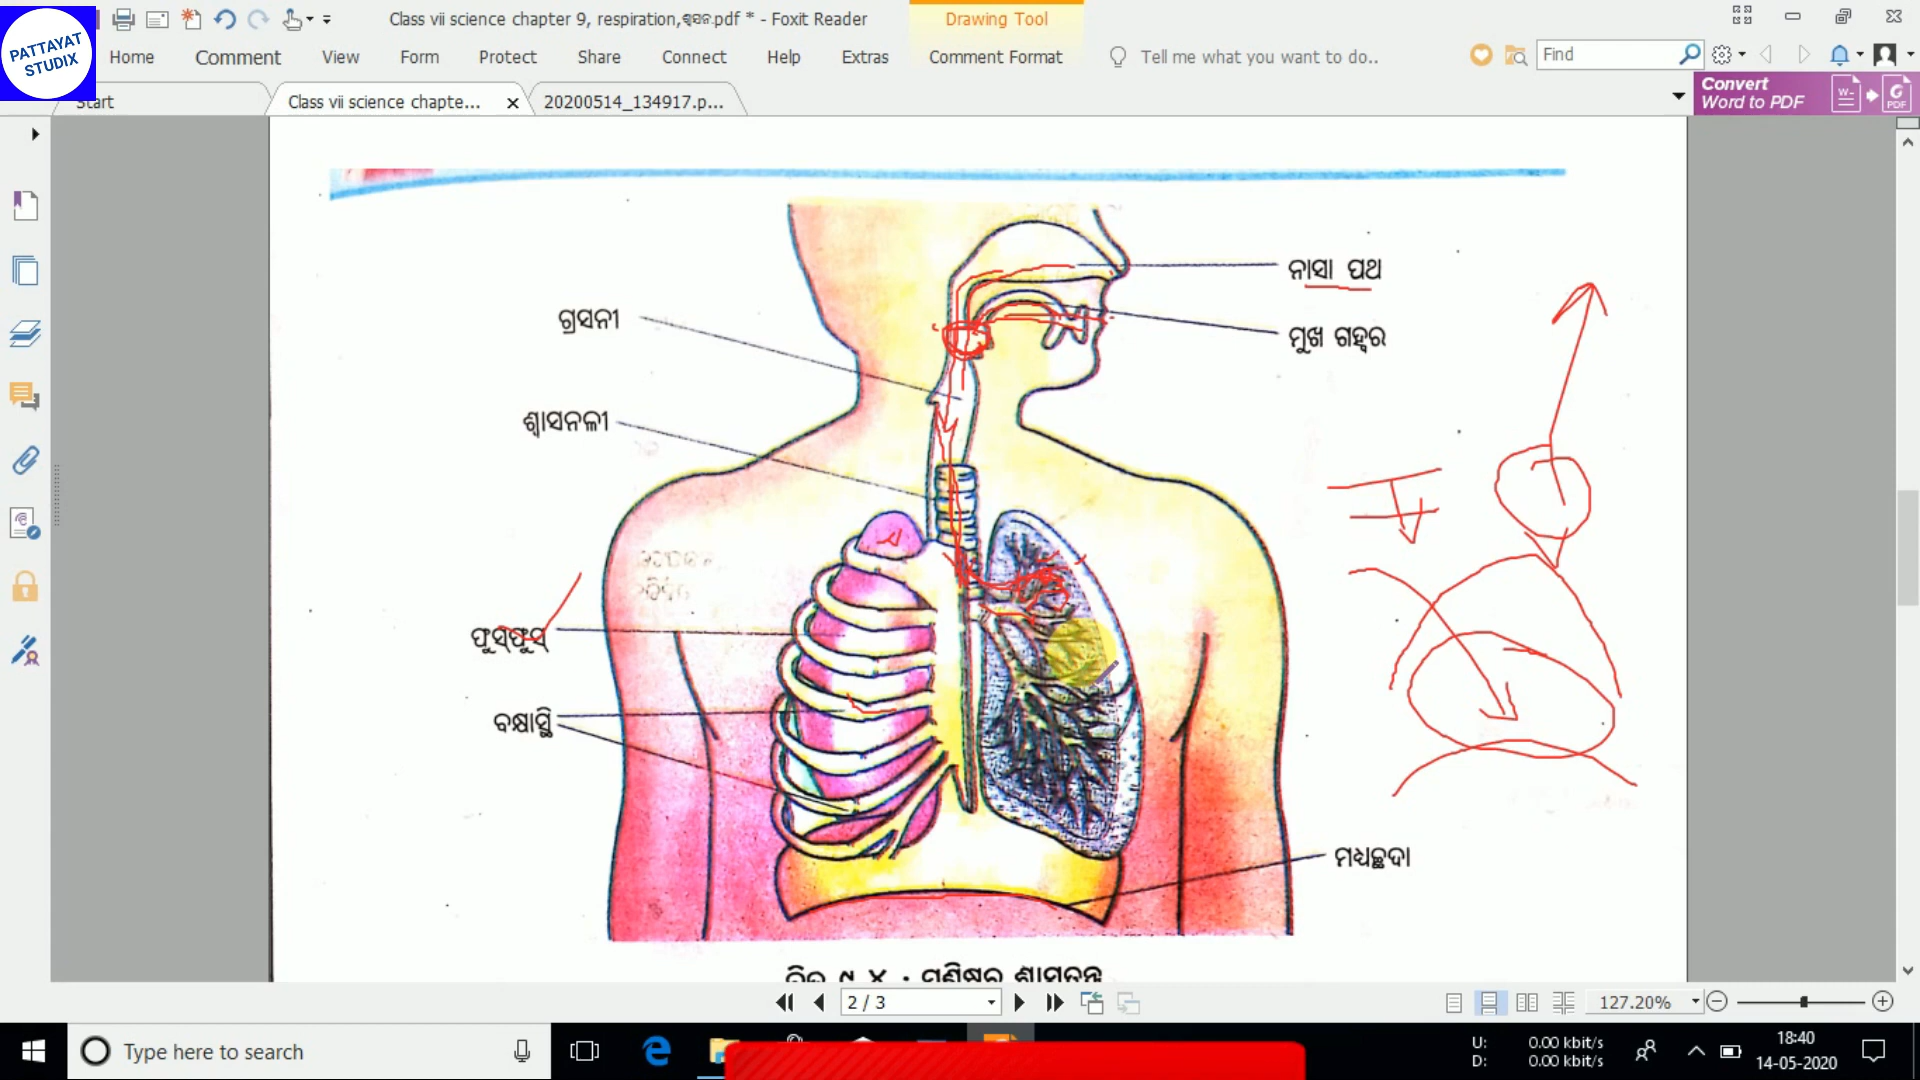 PATTAYAT
STUDIX
Class vii science chapter 9, respiration,ଶ୍ଵସନ.pdf * - Foxit Reader
Drawing Tool
Home Comment View Form Protect Share Connect Help Extras Comment Format Tell me what you want to do.. Find
Start Class vii science chapte... 20200514_134917.p...
Convert
Word to PDF
ନାସା ପଥ
ଗ୍ରସନୀ
ମୁଖ ଗହ୍ୱର
ଶ୍ୱାସନଳୀ
ଫୁସ୍‌ଫୁସ୍
ବକ୍ଷାସ୍ଥି
ମଧ୍ୟଚ୍ଛଦା
2 / 3
127.20%
Type here to search
U: 0.00 kbit/s
D: 0.00 kbit/s
18:40
14-05-2020